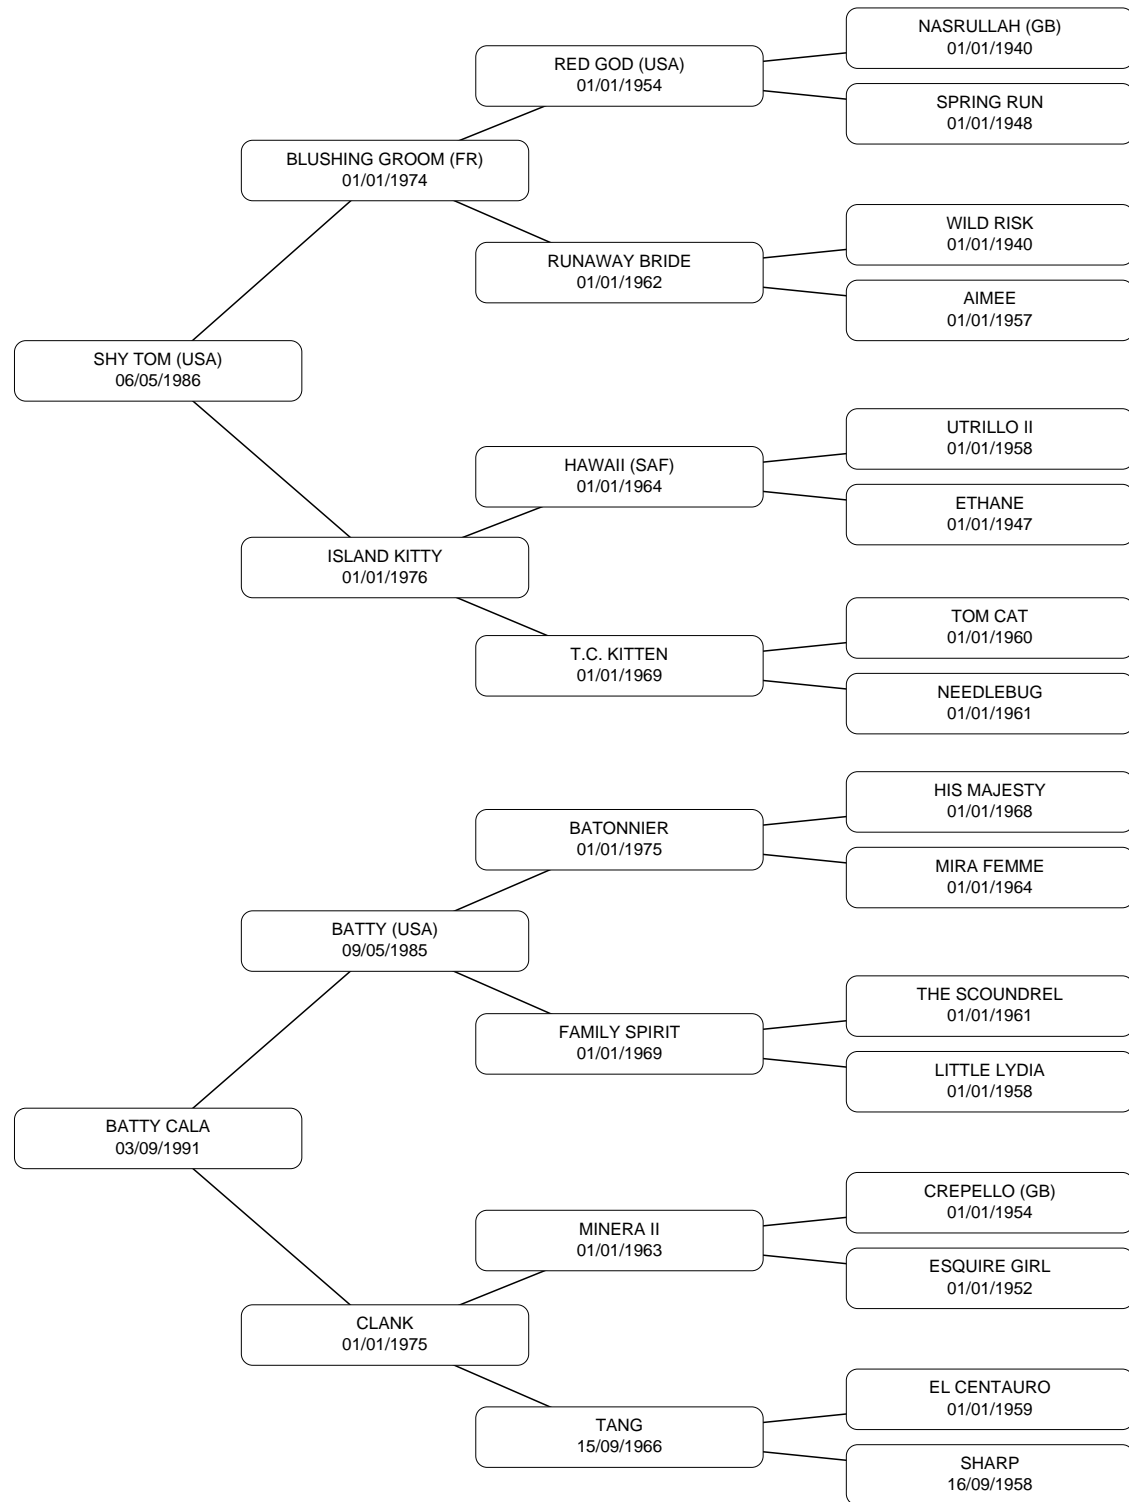 NASRULLAH (GB)
01/01/1940
RED GOD (USA)
01/01/1954
SPRING RUN
01/01/1948
BLUSHING GROOM (FR)
01/01/1974
WILD RISK
01/01/1940
RUNAWAY BRIDE
01/01/1962
AIMEE
01/01/1957
SHY TOM (USA)
06/05/1986
UTRILLO II
01/01/1958
HAWAII (SAF)
01/01/1964
ETHANE
01/01/1947
ISLAND KITTY
01/01/1976
TOM CAT
01/01/1960
T.C. KITTEN
01/01/1969
NEEDLEBUG
01/01/1961
HIS MAJESTY
01/01/1968
BATONNIER
01/01/1975
MIRA FEMME
01/01/1964
BATTY (USA)
09/05/1985
THE SCOUNDREL
01/01/1961
FAMILY SPIRIT
01/01/1969
LITTLE LYDIA
01/01/1958
BATTY CALA
03/09/1991
CREPELLO (GB)
01/01/1954
MINERA II
01/01/1963
ESQUIRE GIRL
01/01/1952
CLANK
01/01/1975
EL CENTAURO
01/01/1959
TANG
15/09/1966
SHARP
16/09/1958